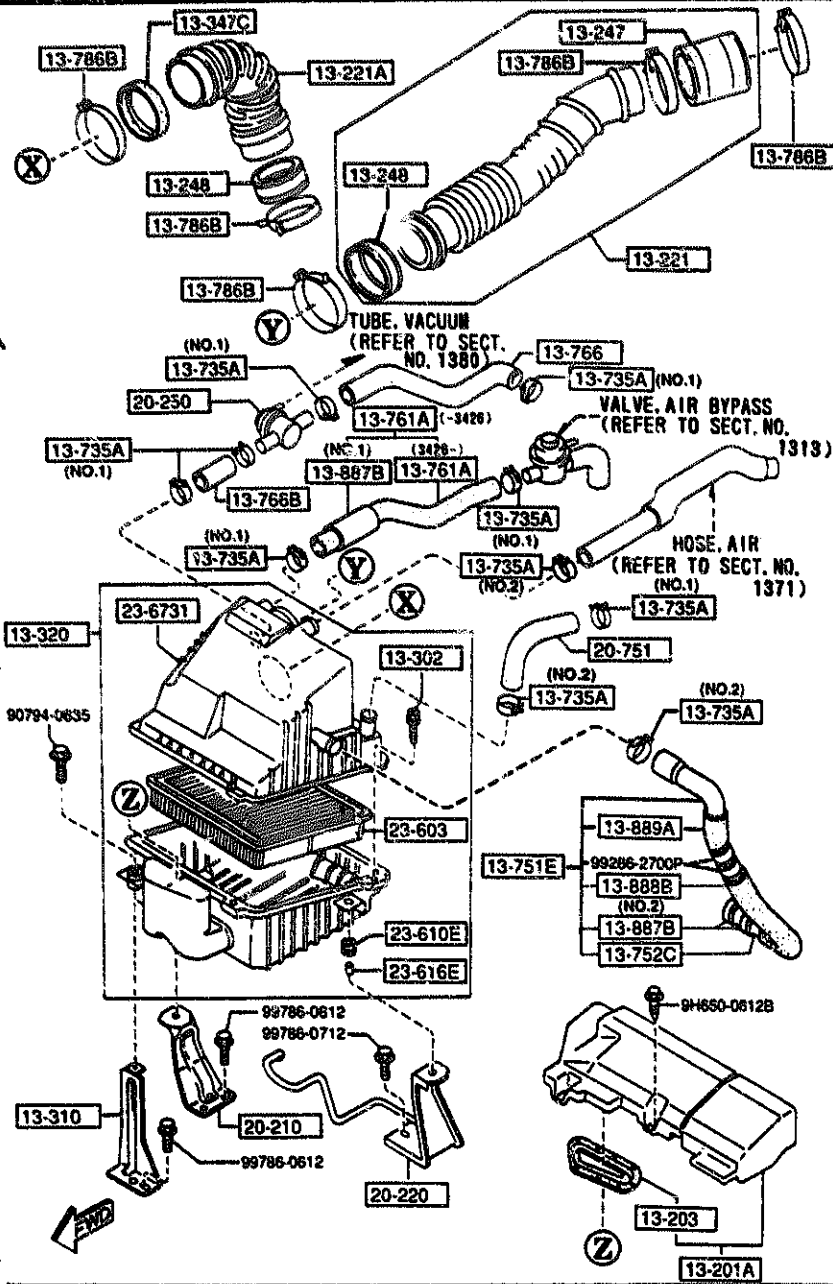 13-347C
13-247
13-786B
13-221A
13-786B
X
13-786B
13-248
13-248
13-786B
13-221
13-786B
Y
TUBE, VACUUM
(REFER TO SECT.
NO. 1380)
(NO.1)
13-735A
13-766
13-735A (NO.1)
20-250
13-761A (-3426)
VALVE, AIR BYPASS
(REFER TO SECT. NO.
1313)
13-735A
(NO.1)
(NO.1)
13-887B
(3426-)
13-761A
13-766B
13-735A
(NO.1)
(NO.1)
13-735A
Y
13-735A
(NO.2)
HOSE, AIR
(REFER TO SECT. NO.
1371)
X
(NO.1)
13-735A
23-6731
13-320
13-302
20-751
(NO.2)
13-735A
(NO.2)
13-735A
90794-0635
Z
23-603
13-889A
13-751E
99286-2700P
13-888B
(NO.2)
13-887B
13-752C
23-610E
23-616E
99786-0612
99786-0712
9H660-0612B
13-310
20-210
99786-0612
20-220
13-203
FWD
Z
13-201A